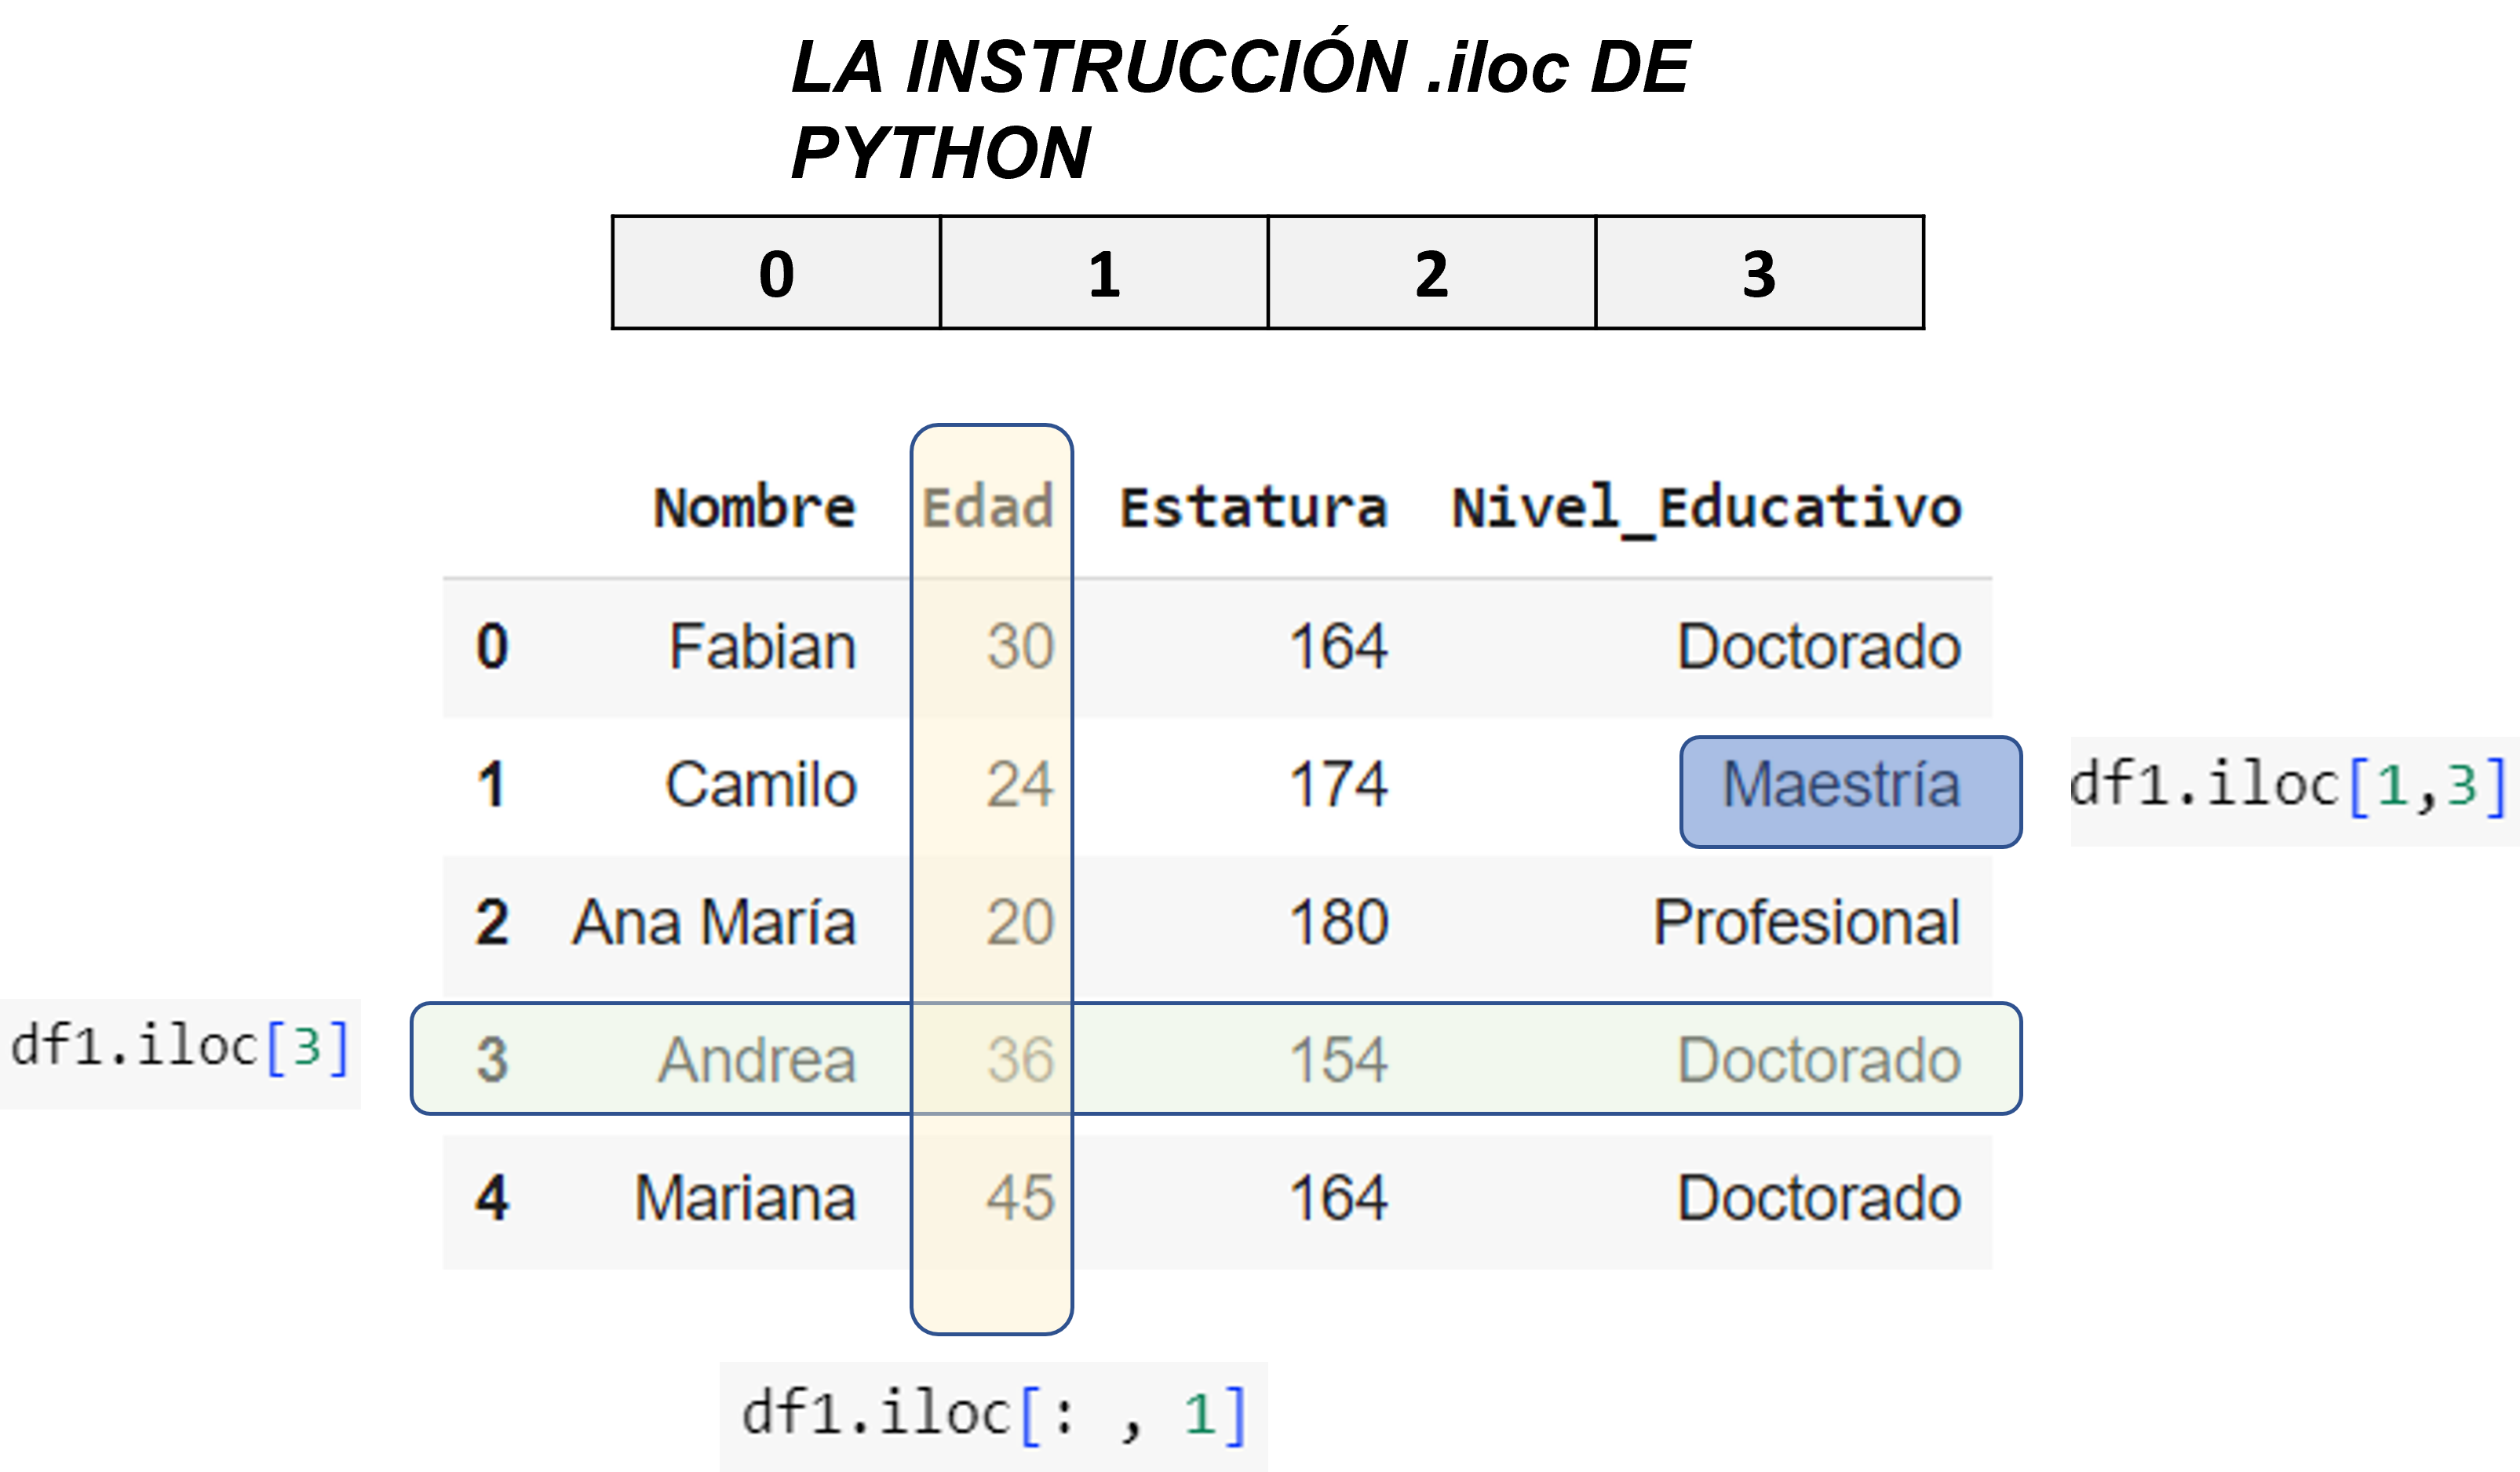 LA INSTRUCCIÓN .iloc DE
PYTHON
0 1 2 3
Nombre Edad Estatura Nivel_Educativo
0 Fabian 30 164 Doctorado
1 Camilo 24 174 Maestría
df1.iloc[1,3]
2 Ana María 20 180 Profesional
df1.iloc[3]
3 Andrea 36 154 Doctorado
4 Mariana 45 164 Doctorado
df1.iloc[: , 1]